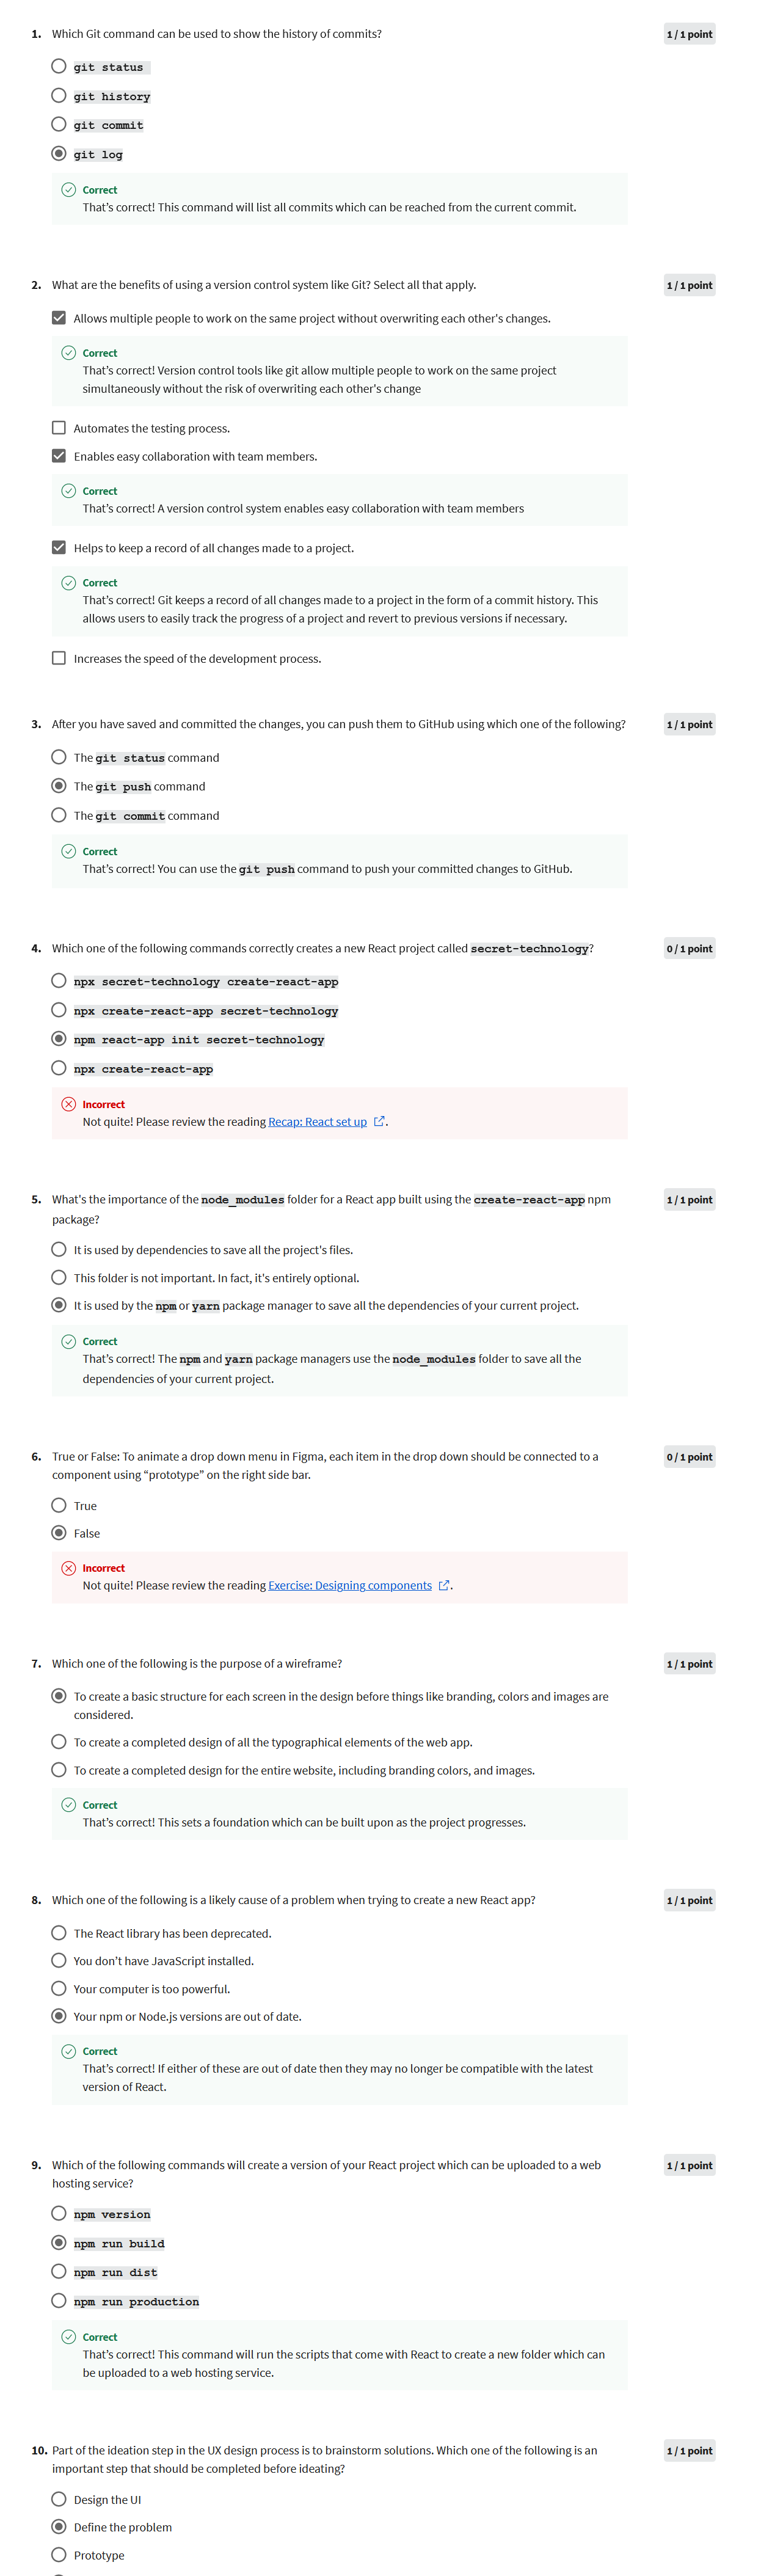 1. Which Git command can be used to show the history of commits?
1 / 1 point
git status
git history
git commit
git log
Correct
That's correct! This command will list all commits which can be reached from the current commit.
2. What are the benefits of using a version control system like Git? Select all that apply.
1 / 1 point
Allows multiple people to work on the same project without overwriting each other's changes.
Correct
That's correct! Version control tools like git allow multiple people to work on the same project
simultaneously without the risk of overwriting each other's change
Automates the testing process.
Enables easy collaboration with team members.
Correct
That's correct! A version control system enables easy collaboration with team members
Helps to keep a record of all changes made to a project.
Correct
That's correct! Git keeps a record of all changes made to a project in the form of a commit history. This
allows users to easily track the progress of a project and revert to previous versions if necessary.
Increases the speed of the development process.
3. After you have saved and committed the changes, you can push them to GitHub using which one of the following?
1 / 1 point
The git status command
The git push command
The git commit command
Correct
That's correct! You can use the git push command to push your committed changes to GitHub.
4. Which one of the following commands correctly creates a new React project called secret-technology?
0 / 1 point
npx secret-technology create-react-app
npx create-react-app secret-technology
npm react-app init secret-technology
npx create-react-app
Incorrect
Not quite! Please review the reading Recap: React set up .
5. What's the importance of the node_modules folder for a React app built using the create-react-app npm
package?
1 / 1 point
It is used by dependencies to save all the project's files.
This folder is not important. In fact, it's entirely optional.
It is used by the npm or yarn package manager to save all the dependencies of your current project.
Correct
That's correct! The npm and yarn package managers use the node_modules folder to save all the
dependencies of your current project.
6. True or False: To animate a drop down menu in Figma, each item in the drop down should be connected to a
component using “prototype” on the right side bar.
0 / 1 point
True
False
Incorrect
Not quite! Please review the reading Exercise: Designing components .
7. Which one of the following is the purpose of a wireframe?
1 / 1 point
To create a basic structure for each screen in the design before things like branding, colors and images are
considered.
To create a completed design of all the typographical elements of the web app.
To create a completed design for the entire website, including branding colors, and images.
Correct
That's correct! This sets a foundation which can be built upon as the project progresses.
8. Which one of the following is a likely cause of a problem when trying to create a new React app?
1 / 1 point
The React library has been deprecated.
You don't have JavaScript installed.
Your computer is too powerful.
Your npm or Node.js versions are out of date.
Correct
That's correct! If either of these are out of date then they may no longer be compatible with the latest
version of React.
9. Which of the following commands will create a version of your React project which can be uploaded to a web
hosting service?
1 / 1 point
npm version
npm run build
npm run dist
npm run production
Correct
That's correct! This command will run the scripts that come with React to create a new folder which can
be uploaded to a web hosting service.
10. Part of the ideation step in the UX design process is to brainstorm solutions. Which one of the following is an
important step that should be completed before ideating?
1 / 1 point
Design the UI
Define the problem
Prototype